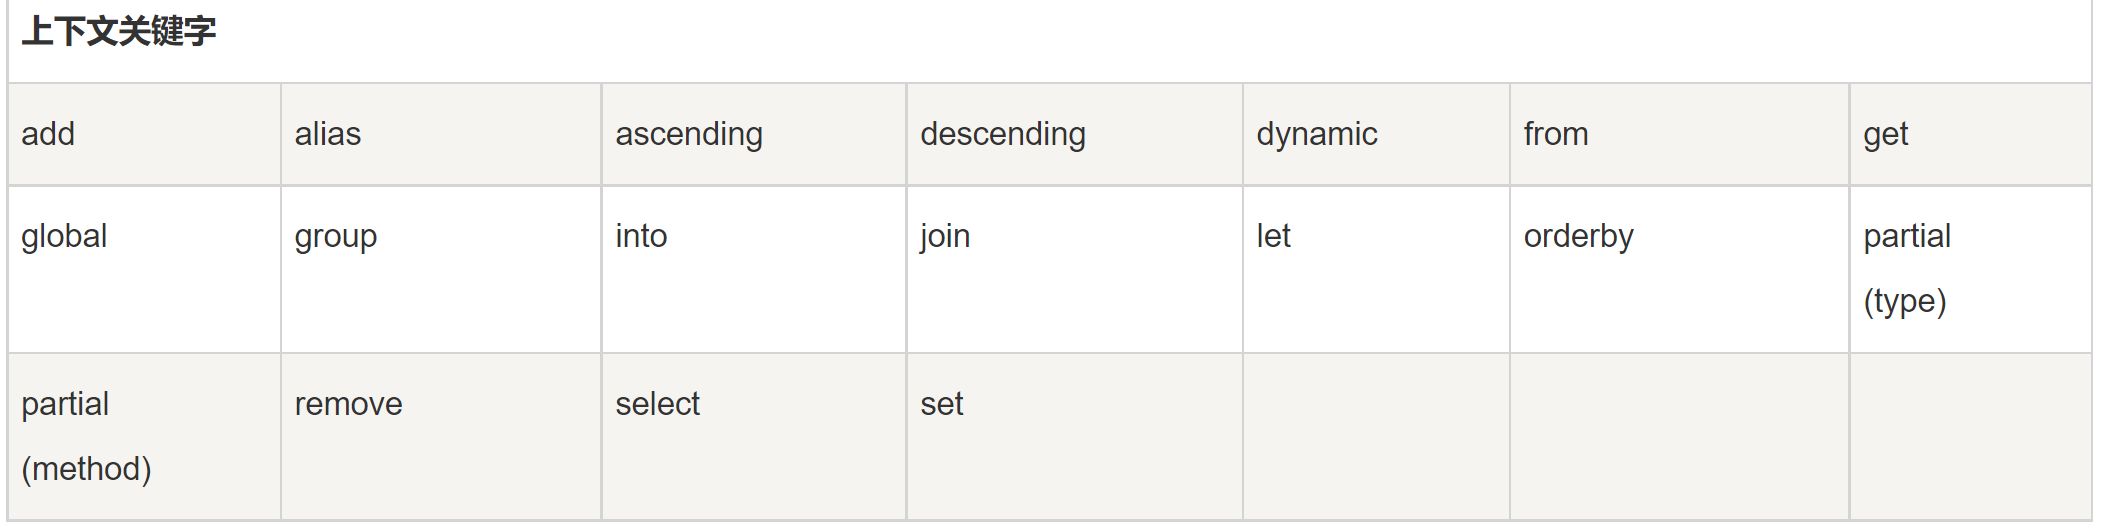 上下文关键字
add alias ascending descending dynamic from get
global group into join let orderby partial
(type)
partial remove select set
(method)